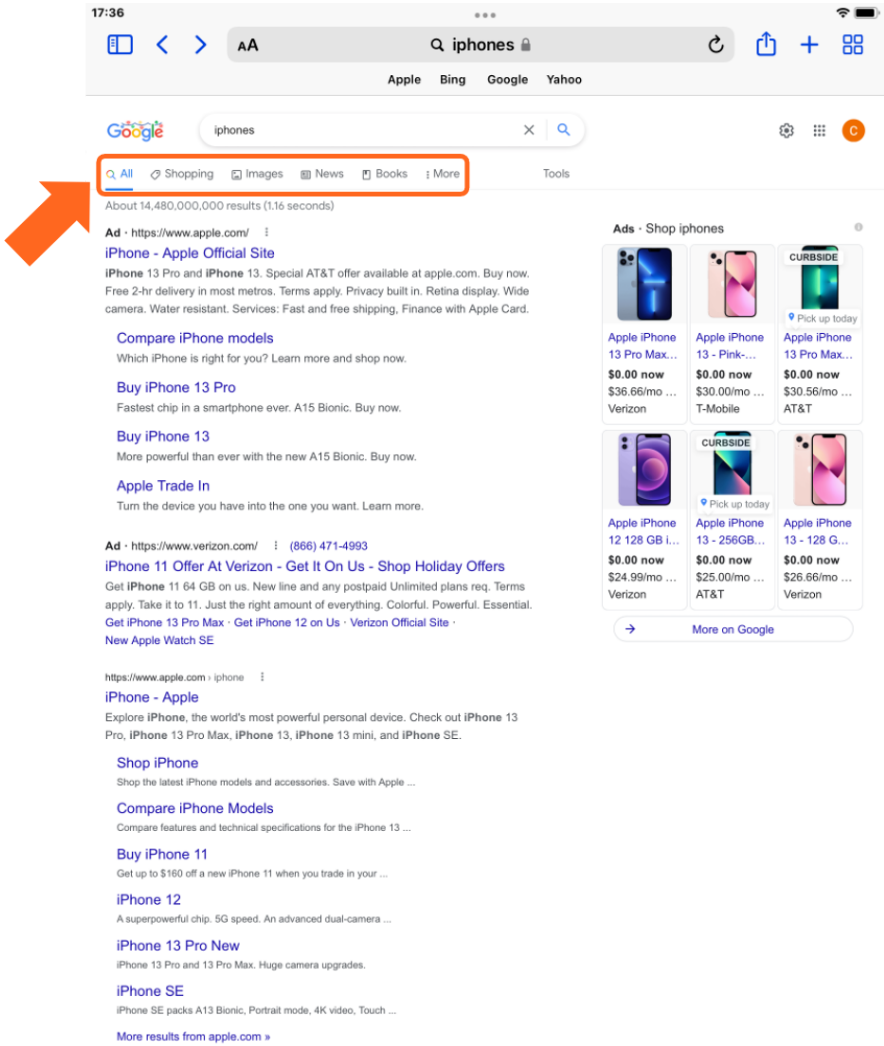 17:36
AA
iphones
Apple Bing Google Yahoo
Google
iphones
All Shopping Images News Books More Tools
About 14,480,000,000 results (1.16 seconds)
Ad · https://www.apple.com/
iPhone - Apple Official Site
iPhone 13 Pro and iPhone 13. Special AT&T offer available at apple.com. Buy now.
Free 2-hr delivery in most metros. Terms apply. Privacy built in. Retina display. Wide
camera. Water resistant. Services: Fast and free shipping, Finance with Apple Card.
Compare iPhone models
Which iPhone is right for you? Learn more and shop now.
Buy iPhone 13 Pro
Fastest chip in a smartphone ever. A15 Bionic. Buy now.
Buy iPhone 13
More powerful than ever with the new A15 Bionic. Buy now.
Apple Trade In
Turn the device you have into the one you want. Learn more.
Ad · https://www.verizon.com/ (866) 471-4993
iPhone 11 Offer At Verizon - Get It On Us - Shop Holiday Offers
Get iPhone 11 64 GB on us. New line and any postpaid Unlimited plans req. Terms
apply. Take it to 11. Just the right amount of everything. Colorful. Powerful. Essential.
Get iPhone 13 Pro Max · Get iPhone 12 on Us · Verizon Official Site ·
New Apple Watch SE
https://www.apple.com › iphone
iPhone - Apple
Explore iPhone, the world's most powerful personal device. Check out iPhone 13
Pro, iPhone 13 Pro Max, iPhone 13, iPhone 13 mini, and iPhone SE.
Shop iPhone
Shop the latest iPhone models and accessories. Save with Apple ...
Compare iPhone Models
Compare features and technical specifications for the iPhone 13 ...
Buy iPhone 11
Get up to $160 off a new iPhone 11 when you trade in your ...
iPhone 12
A superpowerful chip. 5G speed. An advanced dual-camera ...
iPhone 13 Pro New
iPhone 13 Pro and 13 Pro Max. Huge camera upgrades.
iPhone SE
iPhone SE packs A13 Bionic, Portrait mode, 4K video, Touch ...
More results from apple.com »
C
Ads · Shop iphones
CURBSIDE
Pick up today
Apple iPhone Apple iPhone Apple iPhone
13 Pro Max... 13 - Pink-... 13 Pro Max...
$0.00 now $0.00 now $0.00 now
$36.66/mo ... $30.00/mo ... $30.56/mo ...
Verizon T-Mobile AT&T
CURBSIDE
Pick up today
Apple iPhone Apple iPhone Apple iPhone
12 128 GB i... 13 - 256GB... 13 - 128 G...
$0.00 now $0.00 now $0.00 now
$24.99/mo ... $25.00/mo ... $26.66/mo ...
Verizon AT&T Verizon
More on Google